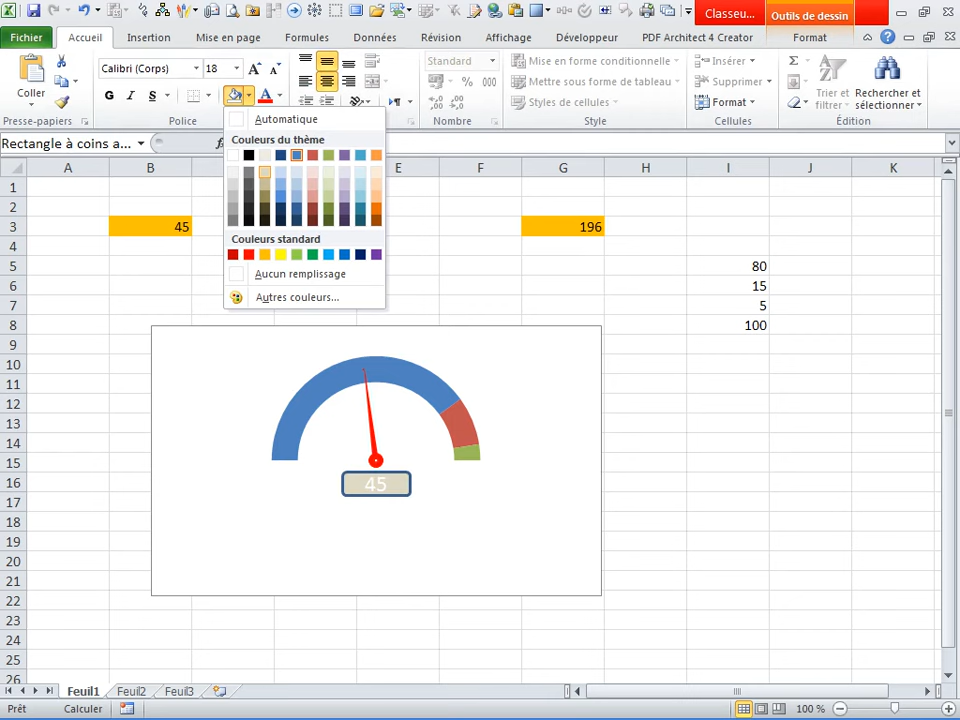 Classeu...
Outils de dessin
Fichier
Accueil
Insertion
Mise en page
Formules
Données
Révision
Affichage
Développeur
PDF Architect 4 Creator
Format
Coller
Presse-papiers
Calibri (Corps)
18
G I S
Police
Standard
000
Nombre
Mise en forme conditionnelle
Mettre sous forme de tableau
Styles de cellules
Style
Insérer
Supprimer
Format
Cellules
Trier et
filtrer
Rechercher et
sélectionner
Édition
Rectangle à coins a...
Automatique
Couleurs du thème
Couleurs standard
Aucun remplissage
Autres couleurs...
A B E F G H I J K
1
2
3 45 196
4
5 80
6 15
7 5
8 100
9
10
11
12
13
14
15
16 45
17
18
19
20
21
22
23
24
25
26
Feuil1 Feuil2 Feuil3
Prêt Calculer 100 %